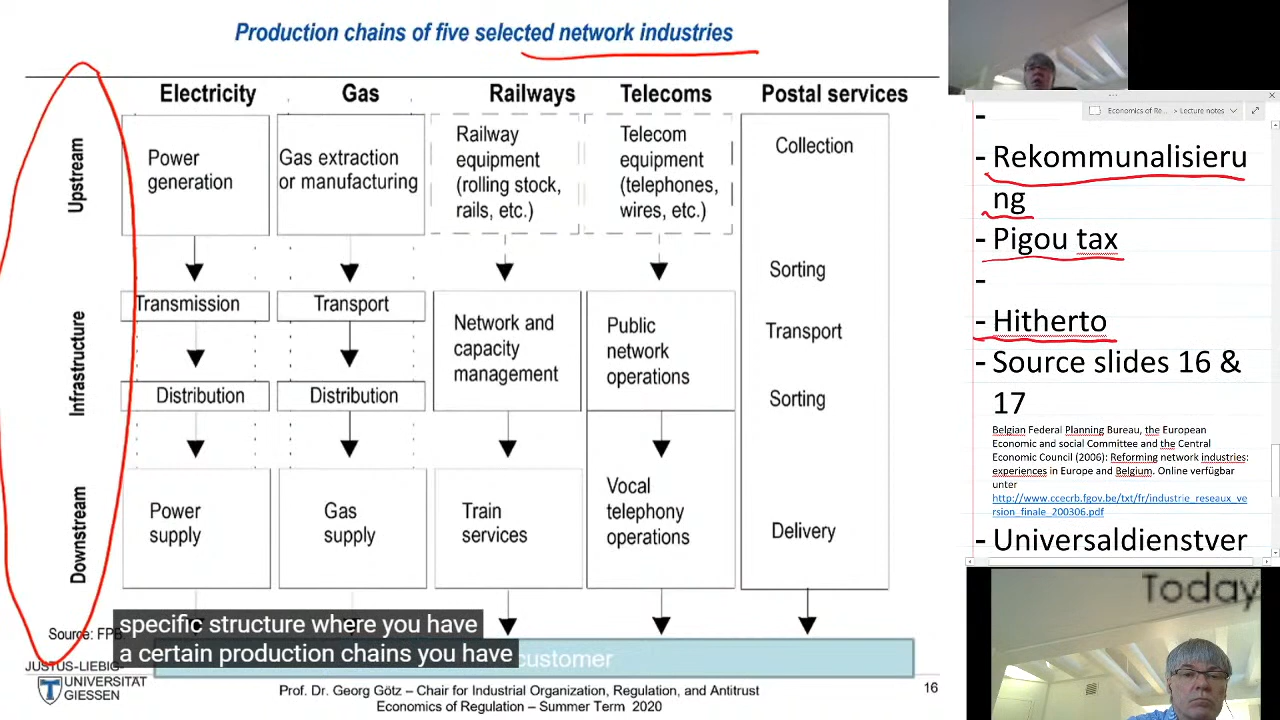 Production chains of five selected network industries
Electricity Gas Railways Telecoms Postal services
Upstream
Power
generation
Gas extraction
or manufacturing
Railway
equipment
(rolling stock,
rails, etc.)
Telecom
equipment
(telephones,
wires, etc.)
Collection
Infrastructure
Transmission
Distribution
Transport
Distribution
Network and
capacity
management
Public
network
operations
Sorting
Transport
Sorting
Downstream
Power
supply
Gas
supply
Train
services
Vocal
telephony
operations
Delivery
specific structure where you have
a certain production chains you have
customer
Source: FPB
JUSTUS-LIEBIG-
UNIVERSITAT
GIESSEN
Prof. Dr. Georg Götz – Chair for Industrial Organization, Regulation, and Antitrust
Economics of Regulation – Summer Term 2020
16
Economics of Re... > Lecture notes
-
- Rekommunalisieru
ng
- Pigou tax
-
- Hitherto
- Source slides 16 &
17
Belgian Federal Planning Bureau, the European
Economic and social Committee and the Central
Economic Council (2006): Reforming network industries:
experiences in Europe and Belgium. Online verfügbar
unter
http://www.ccecrb.fgov.be/txt/fr/industrie_reseaux_ve
rsion_finale_200306.pdf
- Universaldienstver
Today